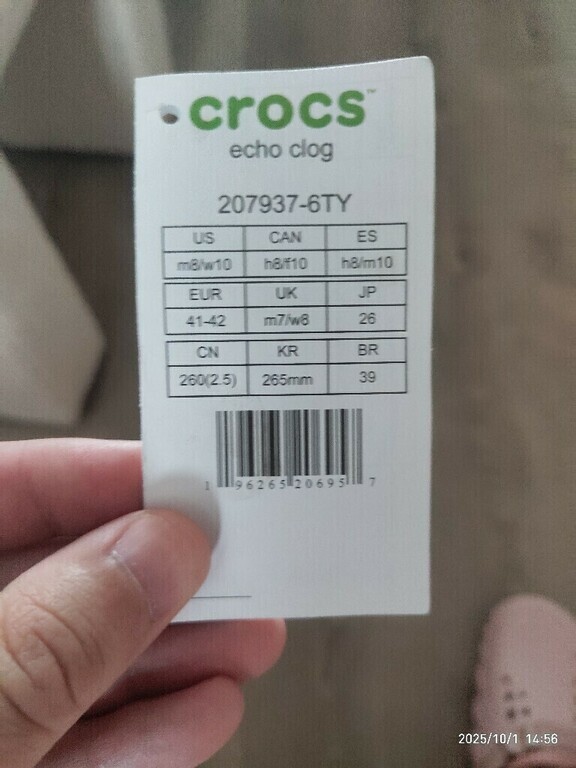 crocs™
echo clog
207937-6TY
US CAN ES
m8/w10 h8/f10 h8/m10
EUR UK JP
41-42 m7/w8 26
CN KR BR
260(2.5) 265mm 39
1 96265 20695 7
2025/10/1 14:56